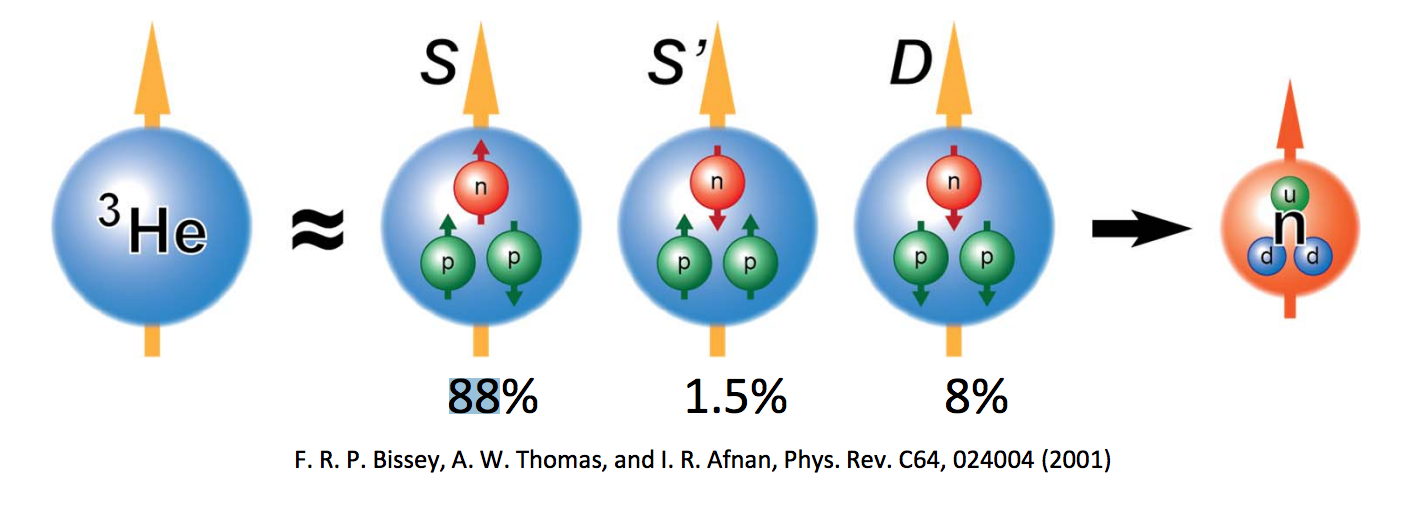 S S’ D
³He ≈
n n n
p p p p p p
u
n
d d
88% 1.5% 8%
F. R. P. Bissey, A. W. Thomas, and I. R. Afnan, Phys. Rev. C64, 024004 (2001)